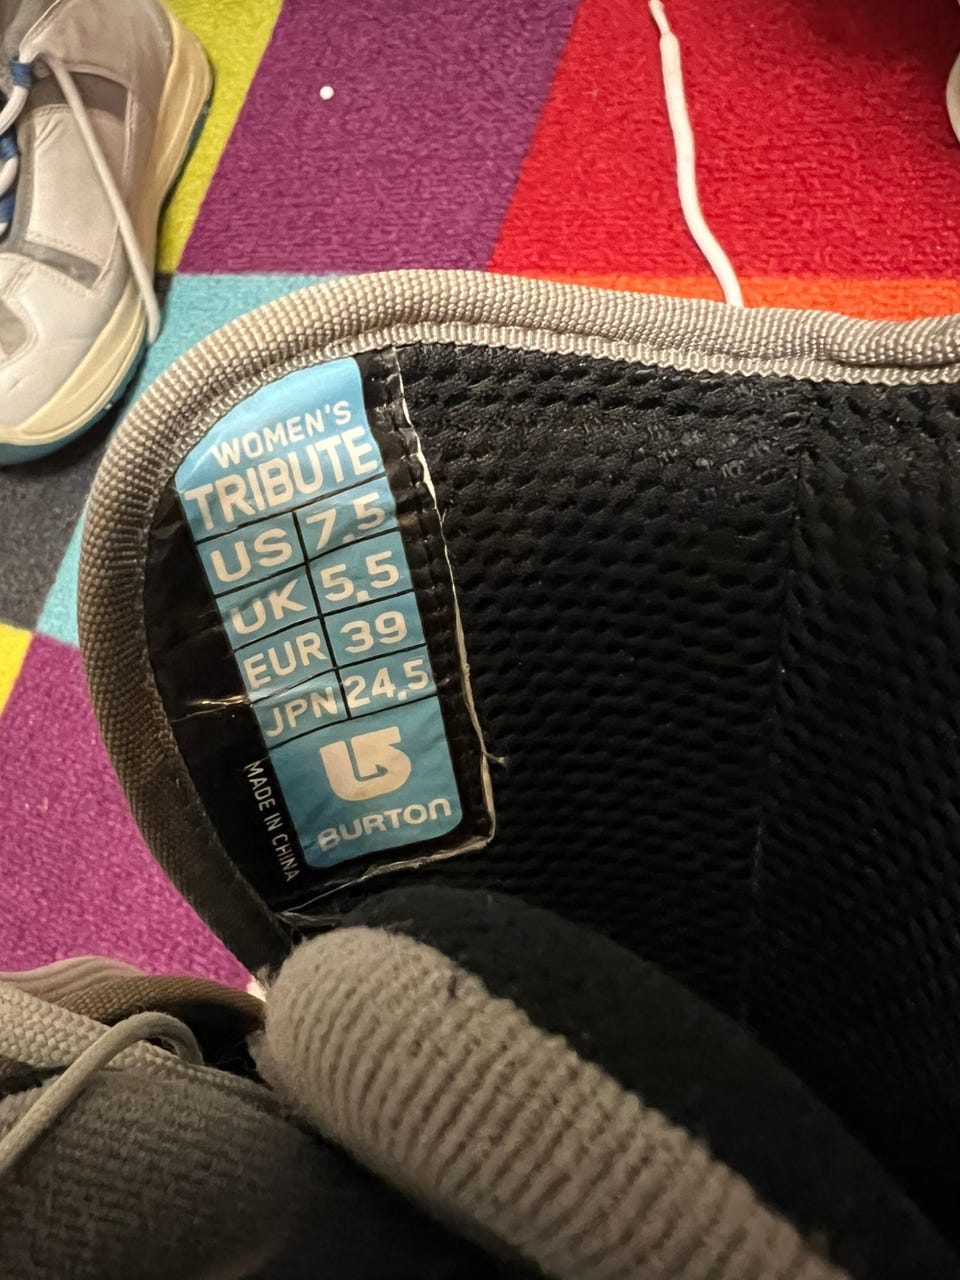 WOMEN'S
TRIBUTE
US 7,5
UK 5,5
EUR 39
JPN 24,5
BURTON
MADE IN CHINA